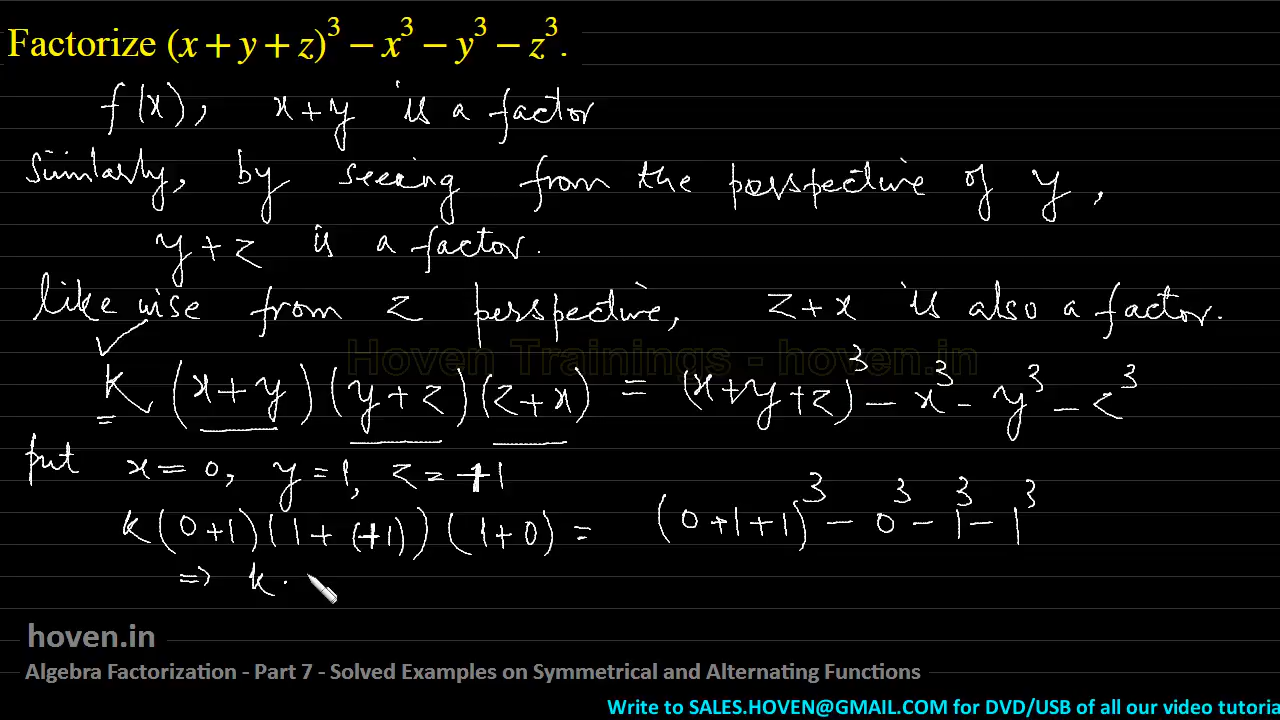 Factorize (x + y + z)³ − x³ − y³ − z³.
f(x), x+y is a factor
Similarly, by seeing from the perspective of y,
y+z is a factor.
likewise from z perspective, z+x is also a factor.
Hoven Trainings - hoven.in
K (x+y)(y+z)(z+x) = (x+y+z)³ − x³ − y³ − z³
put x=0, y=1, z=+1
k(0+1)(1+(+1))(1+0) = (0+1+1)³ − 0³ − 1³ − 1³
⇒ k.
hoven.in
Algebra Factorization - Part 7 - Solved Examples on Symmetrical and Alternating Functions
Write to SALES.HOVEN@GMAIL.COM for DVD/USB of all our video tutoria